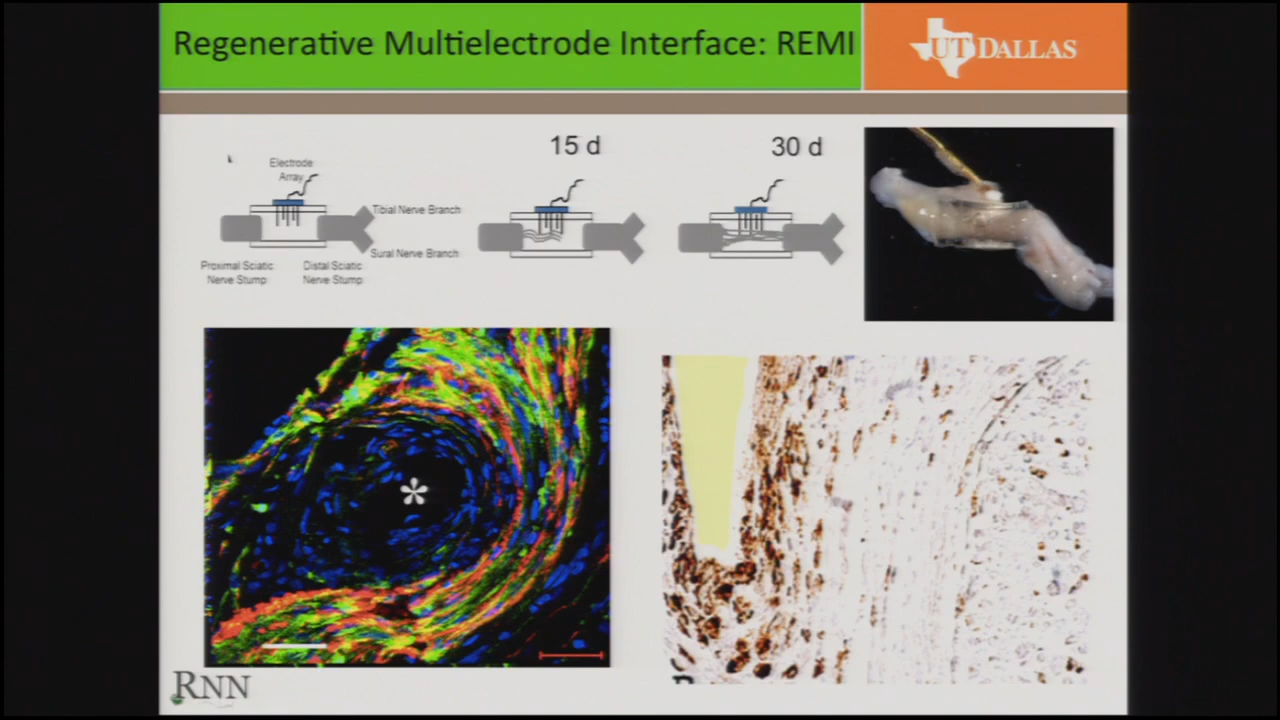 Regenerative Multielectrode Interface: REMI
UT DALLAS
15 d
30 d
Electrode
Array
Tibial Nerve Branch
Sural Nerve Branch
Proximal Sciatic
Nerve Stump
Distal Sciatic
Nerve Stump
*
RNN